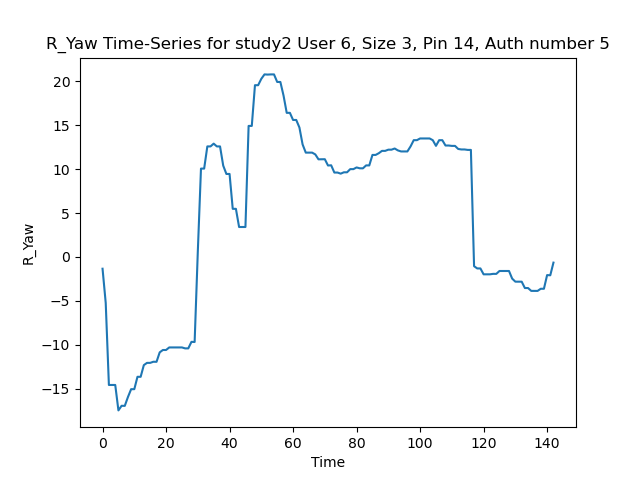 R_Yaw Time-Series for study2 User 6, Size 3, Pin 14, Auth number 5
20
15
10
5
0
−5
−10
−15
R_Yaw
0 20 40 60 80 100 120 140
Time